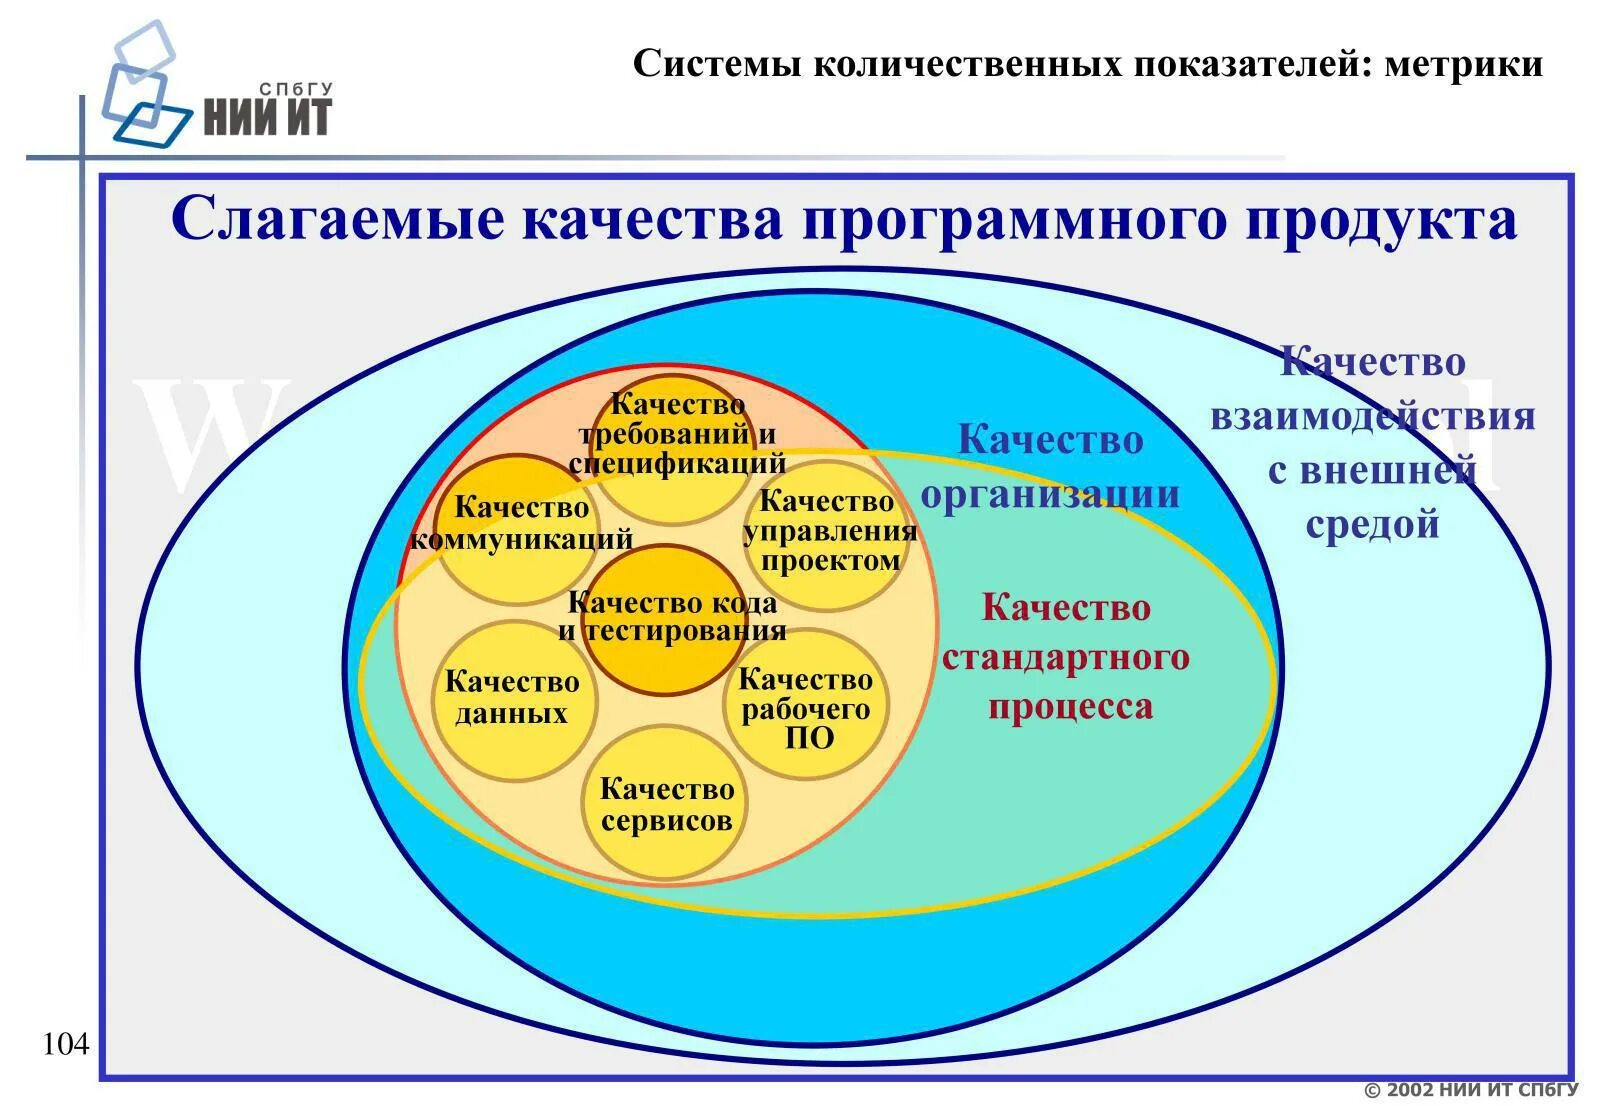 СПбГУ
НИИ ИТ
Системы количественных показателей: метрики
Слагаемые качества программного продукта
Качество
требований и
спецификаций
Качество
коммуникаций
Качество
управления
проектом
Качество кода
и тестирования
Качество
данных
Качество
рабочего
ПО
Качество
сервисов
Качество
организации
Качество
стандартного
процесса
Качество
взаимодействия
с внешней
средой
104
© 2002 НИИ ИТ СПбГУ